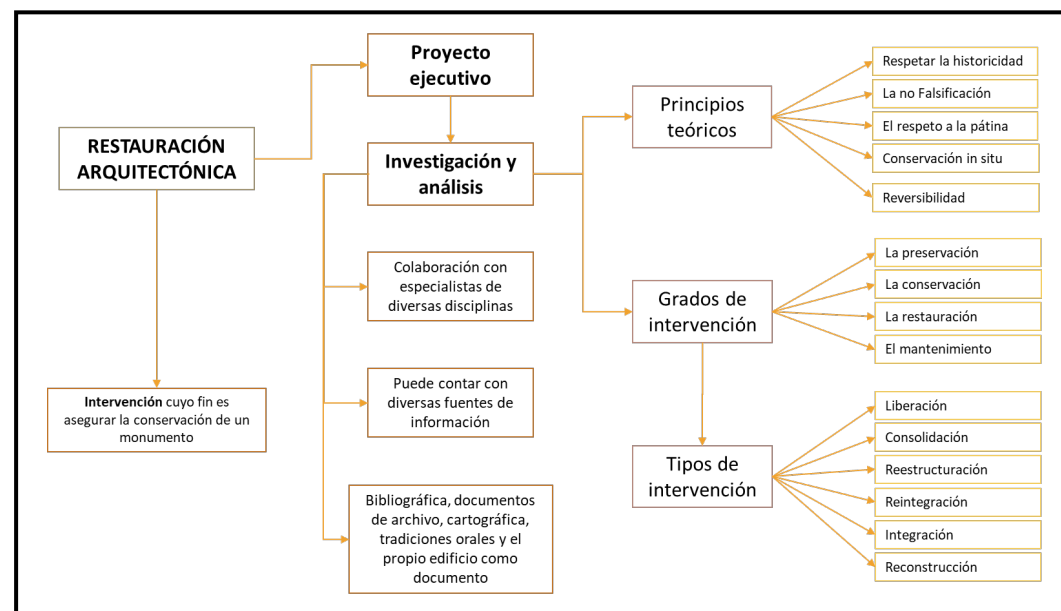 RESTAURACIÓN
ARQUITECTÓNICA
Intervención cuyo fin es
asegurar la conservación de un
monumento
Proyecto
ejecutivo
Investigación y
análisis
Colaboración con
especialistas de
diversas disciplinas
Puede contar con
diversas fuentes de
información
Bibliográfica, documentos
de archivo, cartográfica,
tradiciones orales y el
propio edificio como
documento
Principios
teóricos
Respetar la historicidad
La no Falsificación
El respeto a la pátina
Conservación in situ
Reversibilidad
Grados de
intervención
La preservación
La conservación
La restauración
El mantenimiento
Tipos de
intervención
Liberación
Consolidación
Reestructuración
Reintegración
Integración
Reconstrucción